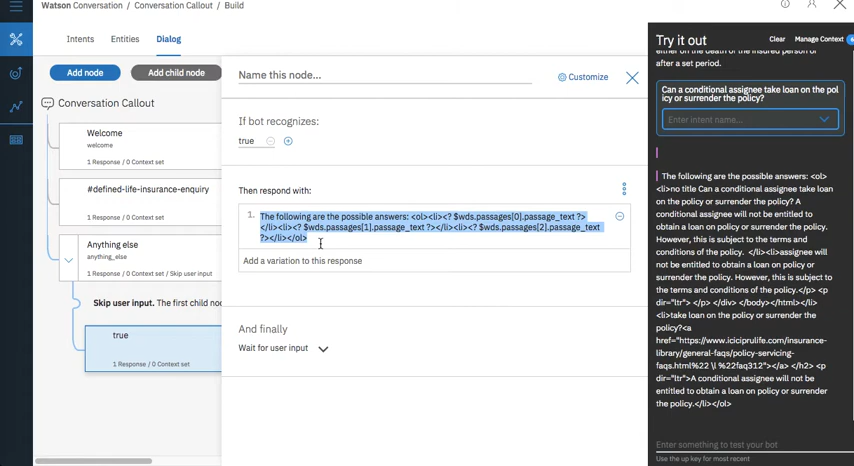 Watson Conversation / Conversation Callout / Build
Intents Entities Dialog
Add node Add child node
Conversation Callout
Welcome
welcome
1 Response / 0 Context set
#defined-life-insurance-enquiry
1 Response / 0 Context set
Anything else
anything_else
1 Response / 0 Context set / Skip user input
Skip user input. The first child nod
true
1 Response / 0 Context set
Name this node...
Customize
If bot recognizes:
true
Then respond with:
1. The following are the possible answers: <ol><li><? $wds.passages[0].passage_text ?>
</li><li><? $wds.passages[1].passage_text ?></li><li><? $wds.passages[2].passage_text
?></li></ol>
Add a variation to this response
And finally
Wait for user input
Try it out Clear Manage Context
either on the death of the insured person or
after a set period.
Can a conditional assignee take loan on the pol
icy or surrender the policy?
Enter intent name...
The following are the possible answers: <ol>
<li>no title Can a conditional assignee take loan
on the policy or surrender the policy? A
conditional assignee will not be entitled to
obtain a loan on policy or surrender the policy.
However, this is subject to the terms and
conditions of the policy.  </li><li>assignee will
not be entitled to obtain a loan on policy or
surrender the policy. However, this is subject to
the terms and conditions of the policy.</p> <p
dir="ltr"> </p> </div> </body></html></li>
<li>take loan on the policy or surrender the
policy?<a
href="https://www.iciciprulife.com/insurance-
library/general-faqs/policy-servicing-
faqs.html%22 \l %22faq312"></a> </h2> <p
dir="ltr">A conditional assignee will not be
entitled to obtain a loan on policy or surrender
the policy.</li></ol>
Enter something to test your bot
Use the up key for most recent